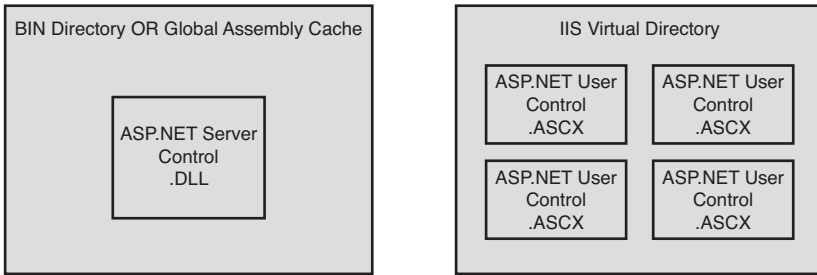 BIN Directory OR Global Assembly Cache
ASP.NET Server
Control
.DLL
IIS Virtual Directory
ASP.NET User
Control
.ASCX
ASP.NET User
Control
.ASCX
ASP.NET User
Control
.ASCX
ASP.NET User
Control
.ASCX